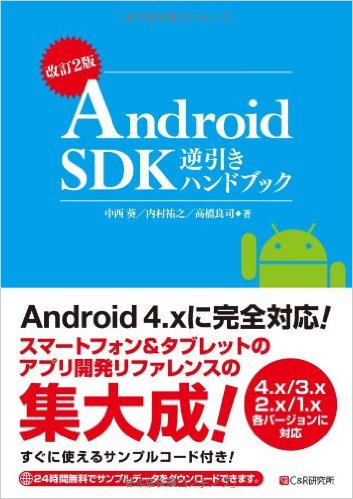 改訂2版
Android
SDK 逆引き
ハンドブック
中西 葵／内村祐之／高橋良司◆著
Android 4.xに完全対応!
スマートフォン&タブレットの
アプリ開発リファレンスの
集大成!
4.x/3.x
2.x/1.x
各バージョンに
対応
すぐに使えるサンプルコード付き!
24時間無料でサンプルデータをダウンロードできます。
C&R研究所